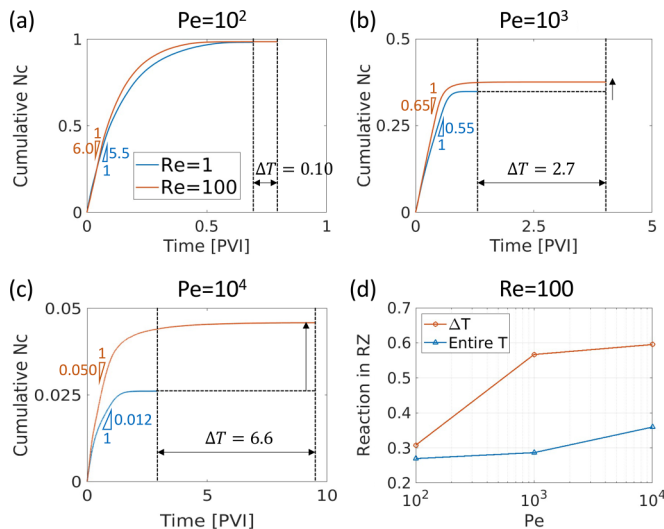 (a) Pe=10²
Cumulative Nc
1
0.5
0
0 0.5 1
Time [PVI]
1
6.0
5.5
1
Re=1
Re=100
ΔT = 0.10
(b) Pe=10³
Cumulative Nc
0.5
0.25
0
0 2.5 5
Time [PVI]
1
0.65
0.55
1
ΔT = 2.7
(c) Pe=10⁴
Cumulative Nc
0.05
0.025
0
0 5 10
Time [PVI]
1
0.050
0.012
1
ΔT = 6.6
(d) Re=100
Reaction in RZ
0.7
0.6
0.5
0.4
0.3
0.2
10² 10³ 10⁴
Pe
ΔT
Entire T